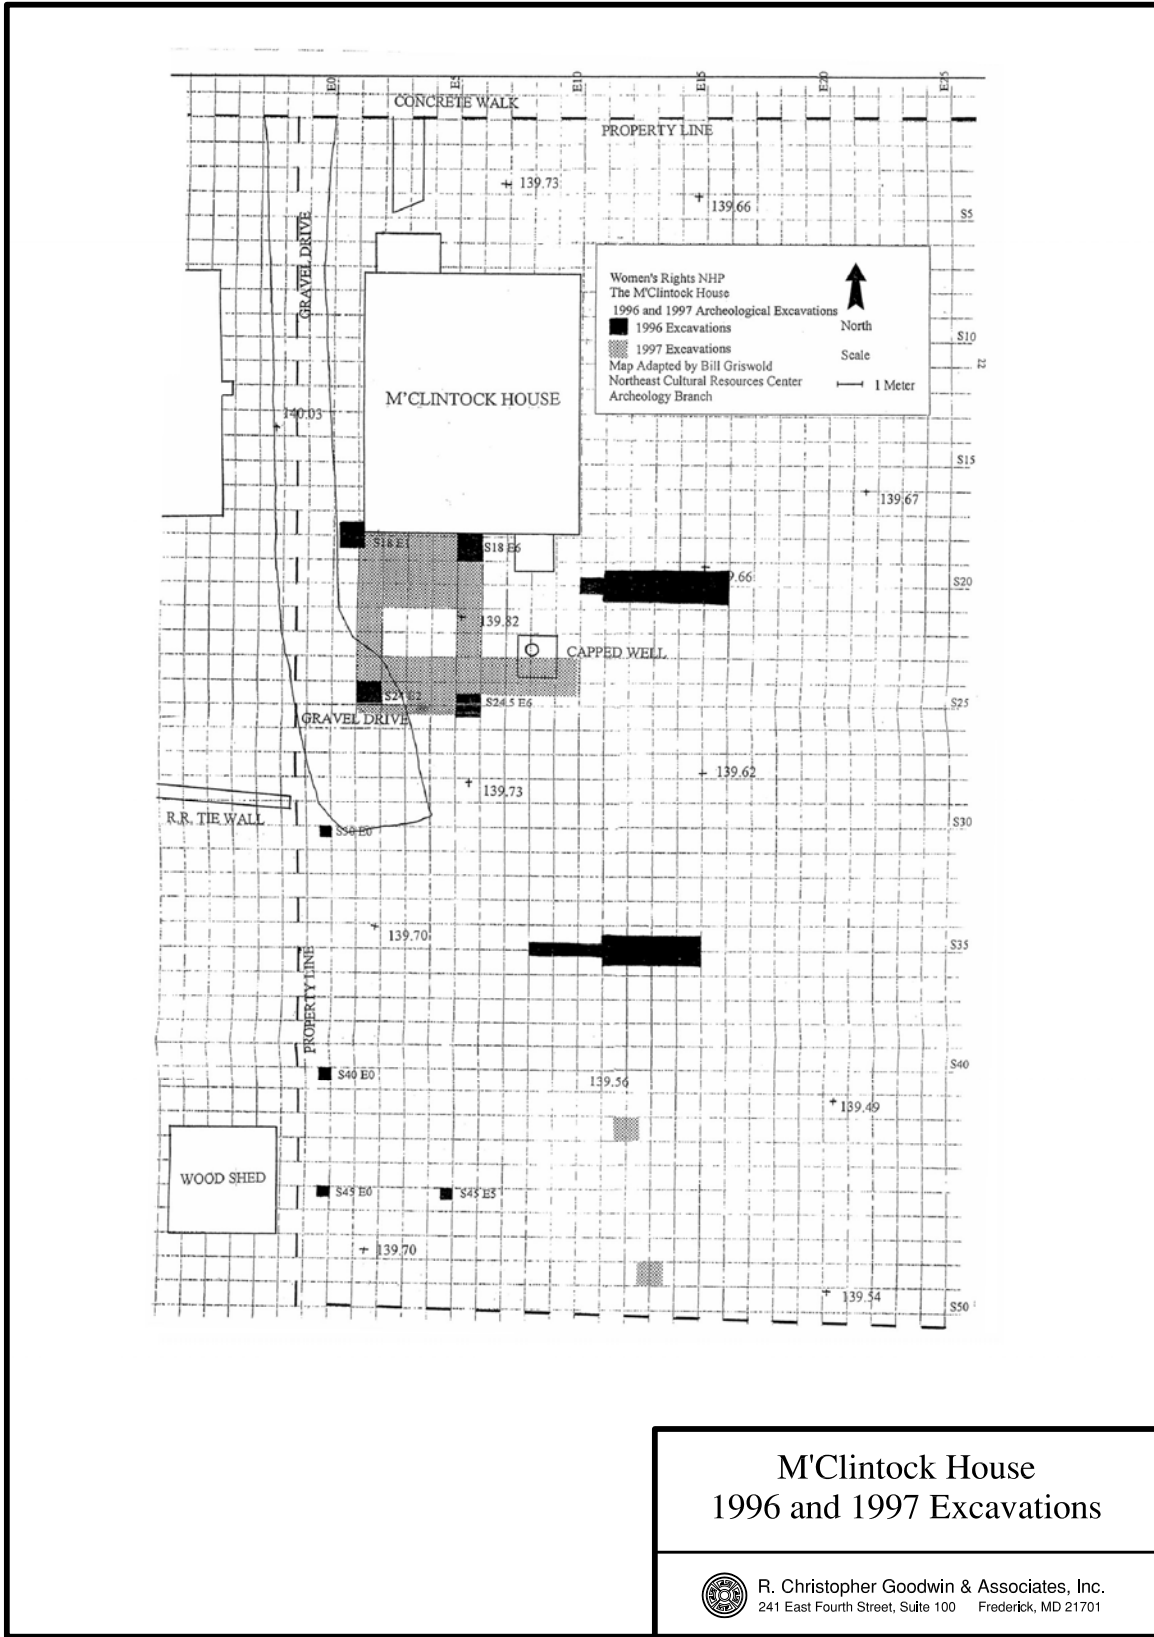 E0 E5 E10 E15 E20 E25
CONCRETE WALK
PROPERTY LINE
139.73
139.66
S5
GRAVEL DRIVE
Women's Rights NHP
The M'Clintock House
1996 and 1997 Archeological Excavations
1996 Excavations
North
1997 Excavations
Scale
Map Adapted by Bill Griswold
Northeast Cultural Resources Center
1 Meter
Archeology Branch
S10
22
M'CLINTOCK HOUSE
140.03
S15
139.67
S18 E1
S18 E6
S20
139.82
CAPPED WELL
S24 E2
S24.5 E6
S25
GRAVEL DRIVE
139.62
139.73
R.R. TIE WALL
S30 E0
S30
139.70
S35
PROPERTY LINE
S40
S40 E0
139.56
139.49
WOOD SHED
S45 E0
S45 E5
139.70
139.54
S50
M'Clintock House
1996 and 1997 Excavations
R. Christopher Goodwin & Associates, Inc.
241 East Fourth Street, Suite 100 Frederick, MD 21701